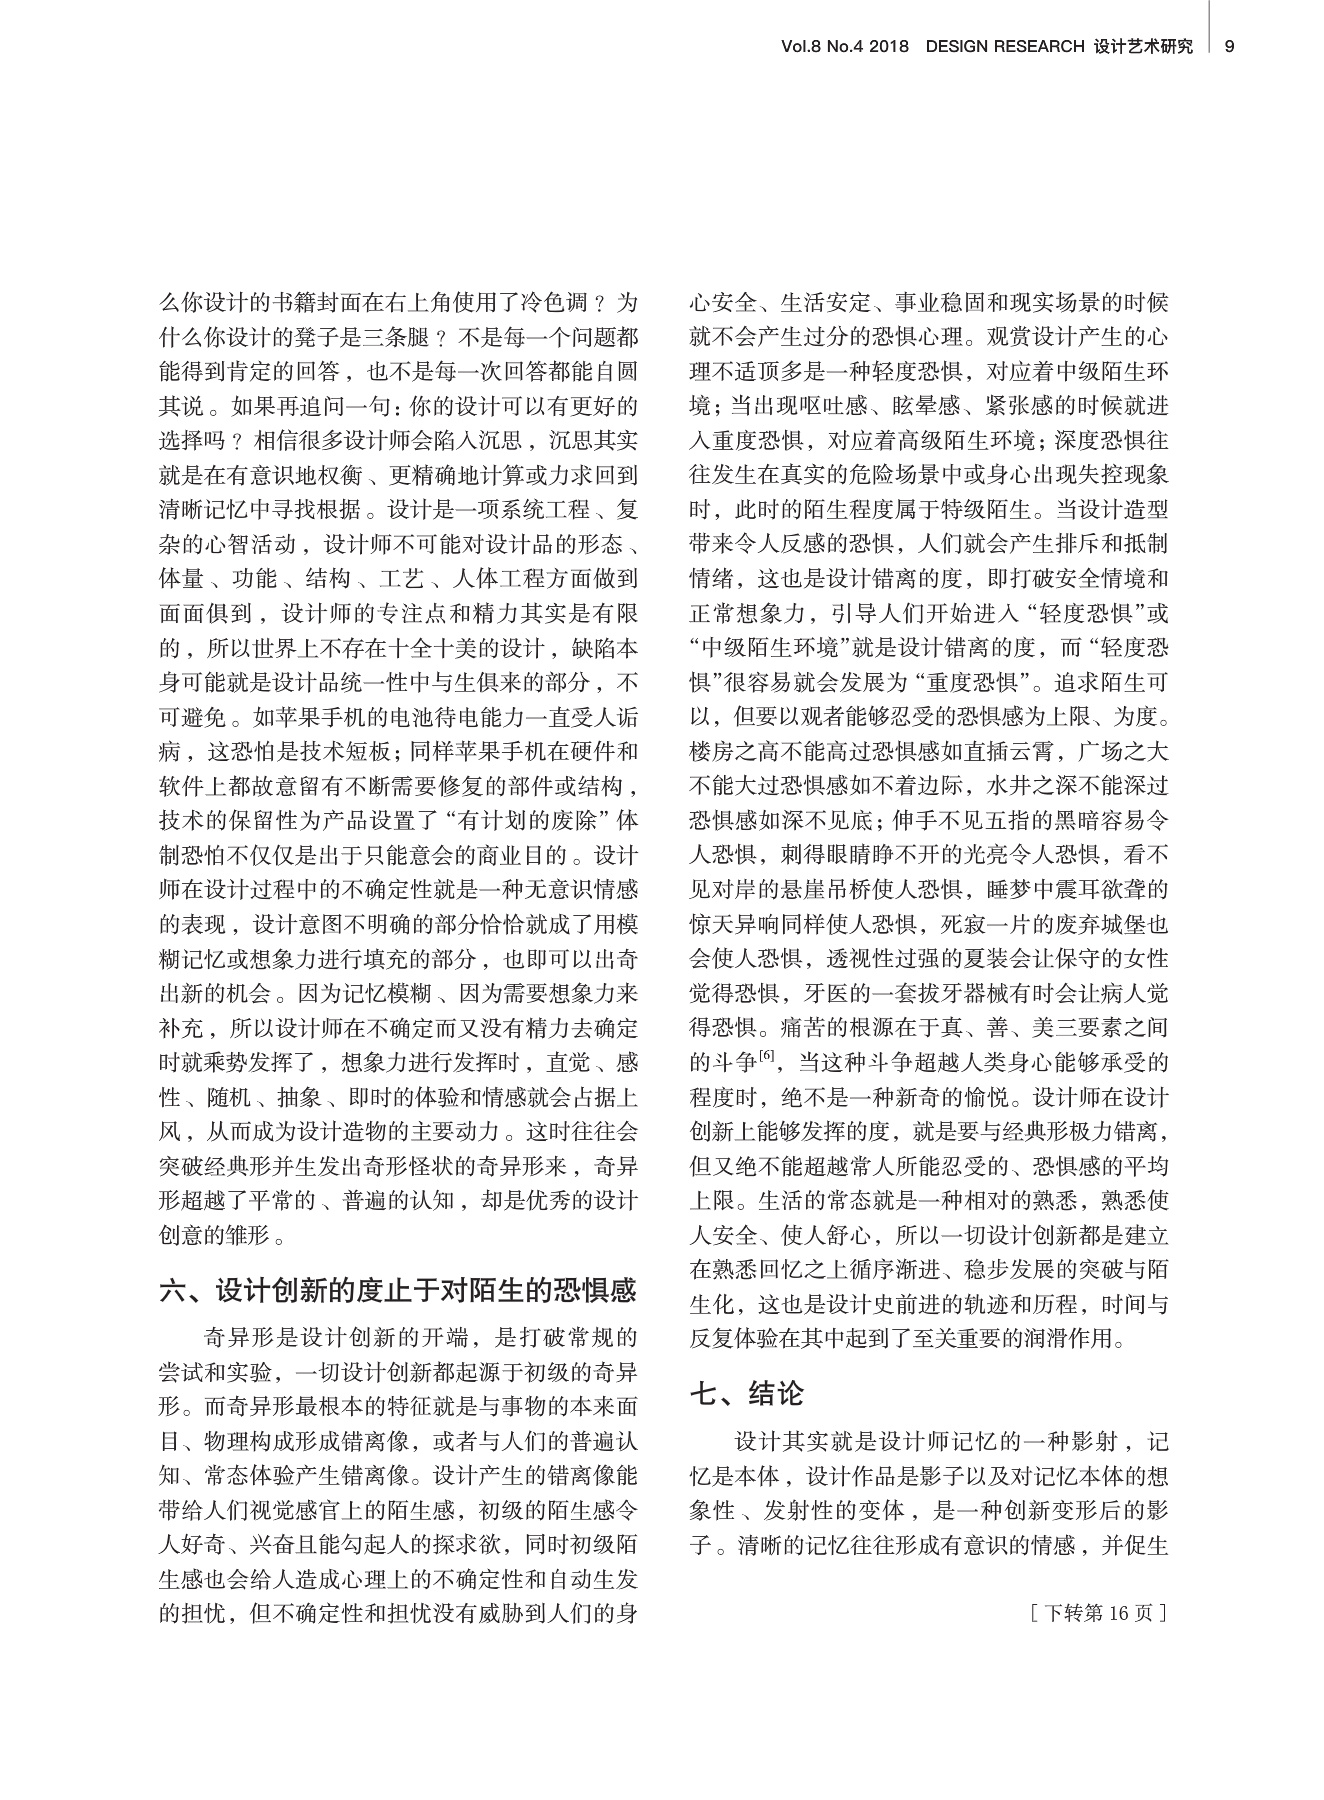 Vol.8 No.4 2018 DESIGN RESEARCH 设计艺术研究 9
么你设计的书籍封面在右上角使用了冷色调？为
什么你设计的凳子是三条腿？不是每一个问题都
能得到肯定的回答，也不是每一次回答都能自圆
其说。如果再追问一句：你的设计可以有更好的
选择吗？相信很多设计师会陷入沉思，沉思其实
就是在有意识地权衡、更精确地计算或力求回到
清晰记忆中寻找根据。设计是一项系统工程、复
杂的心智活动，设计师不可能对设计品的形态、
体量、功能、结构、工艺、人体工程方面做到
面面俱到，设计师的专注点和精力其实是有限
的，所以世界上不存在十全十美的设计，缺陷本
身可能就是设计品统一性中与生俱来的部分，不
可避免。如苹果手机的电池待电能力一直受人诟
病，这恐怕是技术短板；同样苹果手机在硬件和
软件上都故意留有不断需要修复的部件或结构，
技术的保留性为产品设置了“有计划的废除”体
制恐怕不仅仅是出于只能意会的商业目的。设计
师在设计过程中的不确定性就是一种无意识情感
的表现，设计意图不明确的部分恰恰就成了用模
糊记忆或想象力进行填充的部分，也即可以出奇
出新的机会。因为记忆模糊、因为需要想象力来
补充，所以设计师在不确定而又没有精力去确定
时就乘势发挥了，想象力进行发挥时，直觉、感
性、随机、抽象、即时的体验和情感就会占据上
风，从而成为设计造物的主要动力。这时往往会
突破经典形并生发出奇形怪状的奇异形来，奇异
形超越了平常的、普遍的认知，却是优秀的设计
创意的雏形。
六、设计创新的度止于对陌生的恐惧感
奇异形是设计创新的开端，是打破常规的
尝试和实验，一切设计创新都起源于初级的奇异
形。而奇异形最根本的特征就是与事物的本来面
目、物理构成形成错离像，或者与人们的普遍认
知、常态体验产生错离像。设计产生的错离像能
带给人们视觉感官上的陌生感，初级的陌生感令
人好奇、兴奋且能勾起人的探求欲，同时初级陌
生感也会给人造成心理上的不确定性和自动生发
的担忧，但不确定性和担忧没有威胁到人们的身
心安全、生活安定、事业稳固和现实场景的时候
就不会产生过分的恐惧心理。观赏设计产生的心
理不适顶多是一种轻度恐惧，对应着中级陌生环
境；当出现呕吐感、眩晕感、紧张感的时候就进
入重度恐惧，对应着高级陌生环境；深度恐惧往
往发生在真实的危险场景中或身心出现失控现象
时，此时的陌生程度属于特级陌生。当设计造型
带来令人反感的恐惧，人们就会产生排斥和抵制
情绪，这也是设计错离的度，即打破安全情境和
正常想象力，引导人们开始进入“轻度恐惧”或
“中级陌生环境”就是设计错离的度，而“轻度恐
惧”很容易就会发展为“重度恐惧”。追求陌生可
以，但要以观者能够忍受的恐惧感为上限、为度。
楼房之高不能高过恐惧感如直插云霄，广场之大
不能大过恐惧感如不着边际，水井之深不能深过
恐惧感如深不见底；伸手不见五指的黑暗容易令
人恐惧，刺得眼睛睁不开的光亮令人恐惧，看不
见对岸的悬崖吊桥使人恐惧，睡梦中震耳欲聋的
惊天异响同样使人恐惧，死寂一片的废弃城堡也
会使人恐惧，透视性过强的夏装会让保守的女性
觉得恐惧，牙医的一套拔牙器械有时会让病人觉
得恐惧。痛苦的根源在于真、善、美三要素之间
的斗争[6]，当这种斗争超越人类身心能够承受的
程度时，绝不是一种新奇的愉悦。设计师在设计
创新上能够发挥的度，就是要与经典形极力错离，
但又绝不能超越常人所能忍受的、恐惧感的平均
上限。生活的常态就是一种相对的熟悉，熟悉使
人安全、使人舒心，所以一切设计创新都是建立
在熟悉回忆之上循序渐进、稳步发展的突破与陌
生化，这也是设计史前进的轨迹和历程，时间与
反复体验在其中起到了至关重要的润滑作用。
七、结论
设计其实就是设计师记忆的一种影射，记
忆是本体，设计作品是影子以及对记忆本体的想
象性、发射性的变体，是一种创新变形后的影
子。清晰的记忆往往形成有意识的情感，并促生
［下转第 16 页］